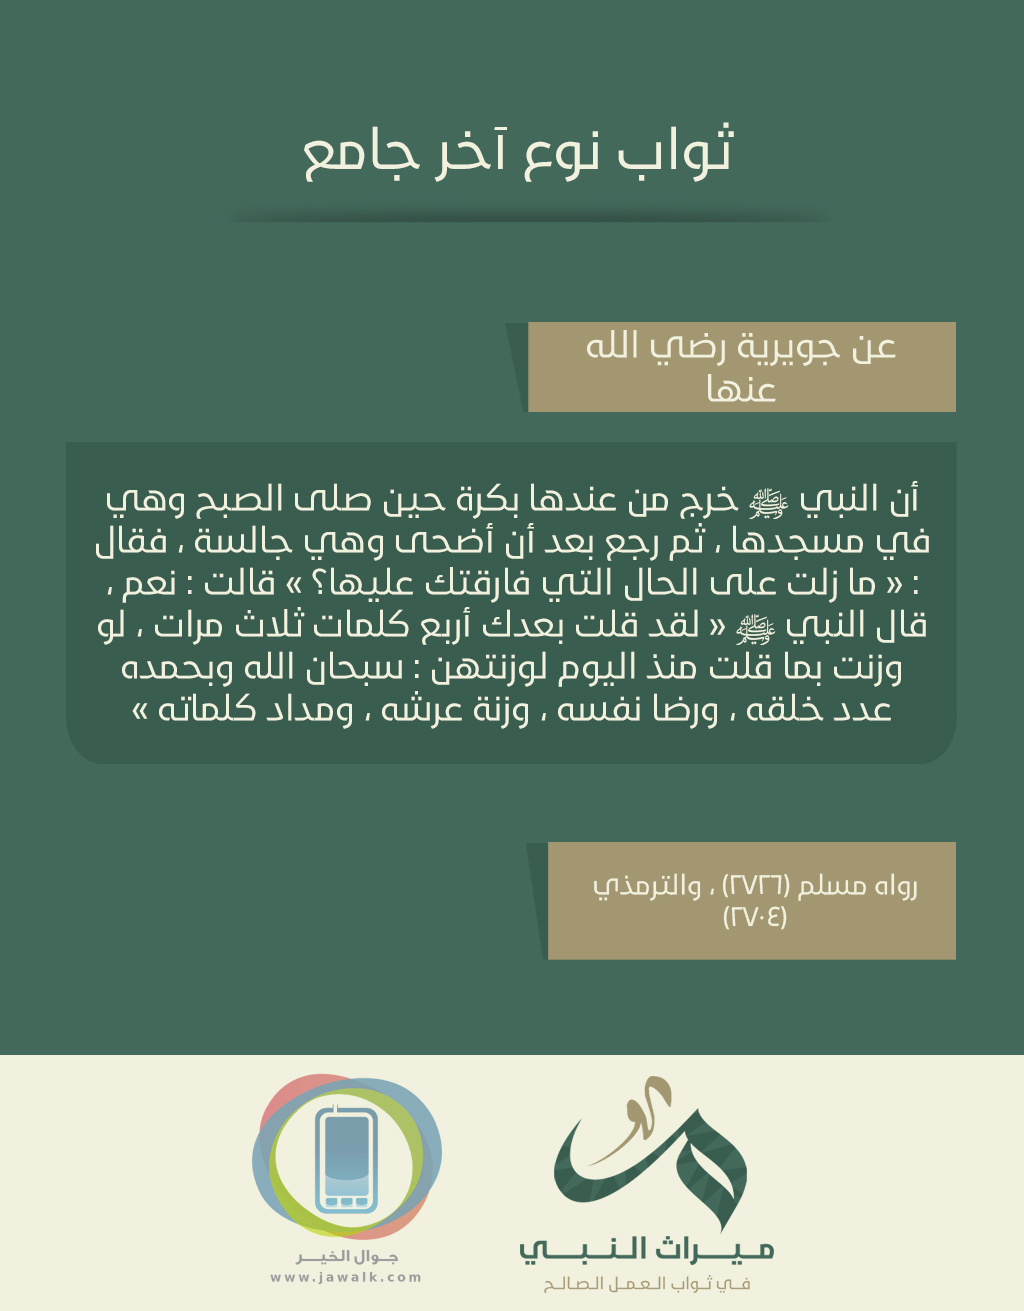 ثواب نوع آخر جامع
عن جويرية رضي الله
عنها
أن النبي ﷺ خرج من عندها بكرة حين صلى الصبح وهي
في مسجدها ، ثم رجع بعد أن أضحى وهي جالسة ، فقال
: « ما زلت على الحال التي فارقتك عليها؟ » قالت : نعم ،
قال النبي ﷺ « لقد قلت بعدك أربع كلمات ثلاث مرات ، لو
وزنت بما قلت منذ اليوم لوزنتهن : سبحان الله وبحمده
عدد خلقه ، ورضا نفسه ، وزنة عرشه ، ومداد كلماته »
رواه مسلم (٢٧٢٦) ، والترمذي
(٢٧٠٤)
ميراث النبي
في ثواب العمل الصالح
جوال الخير
www.jawalk.com